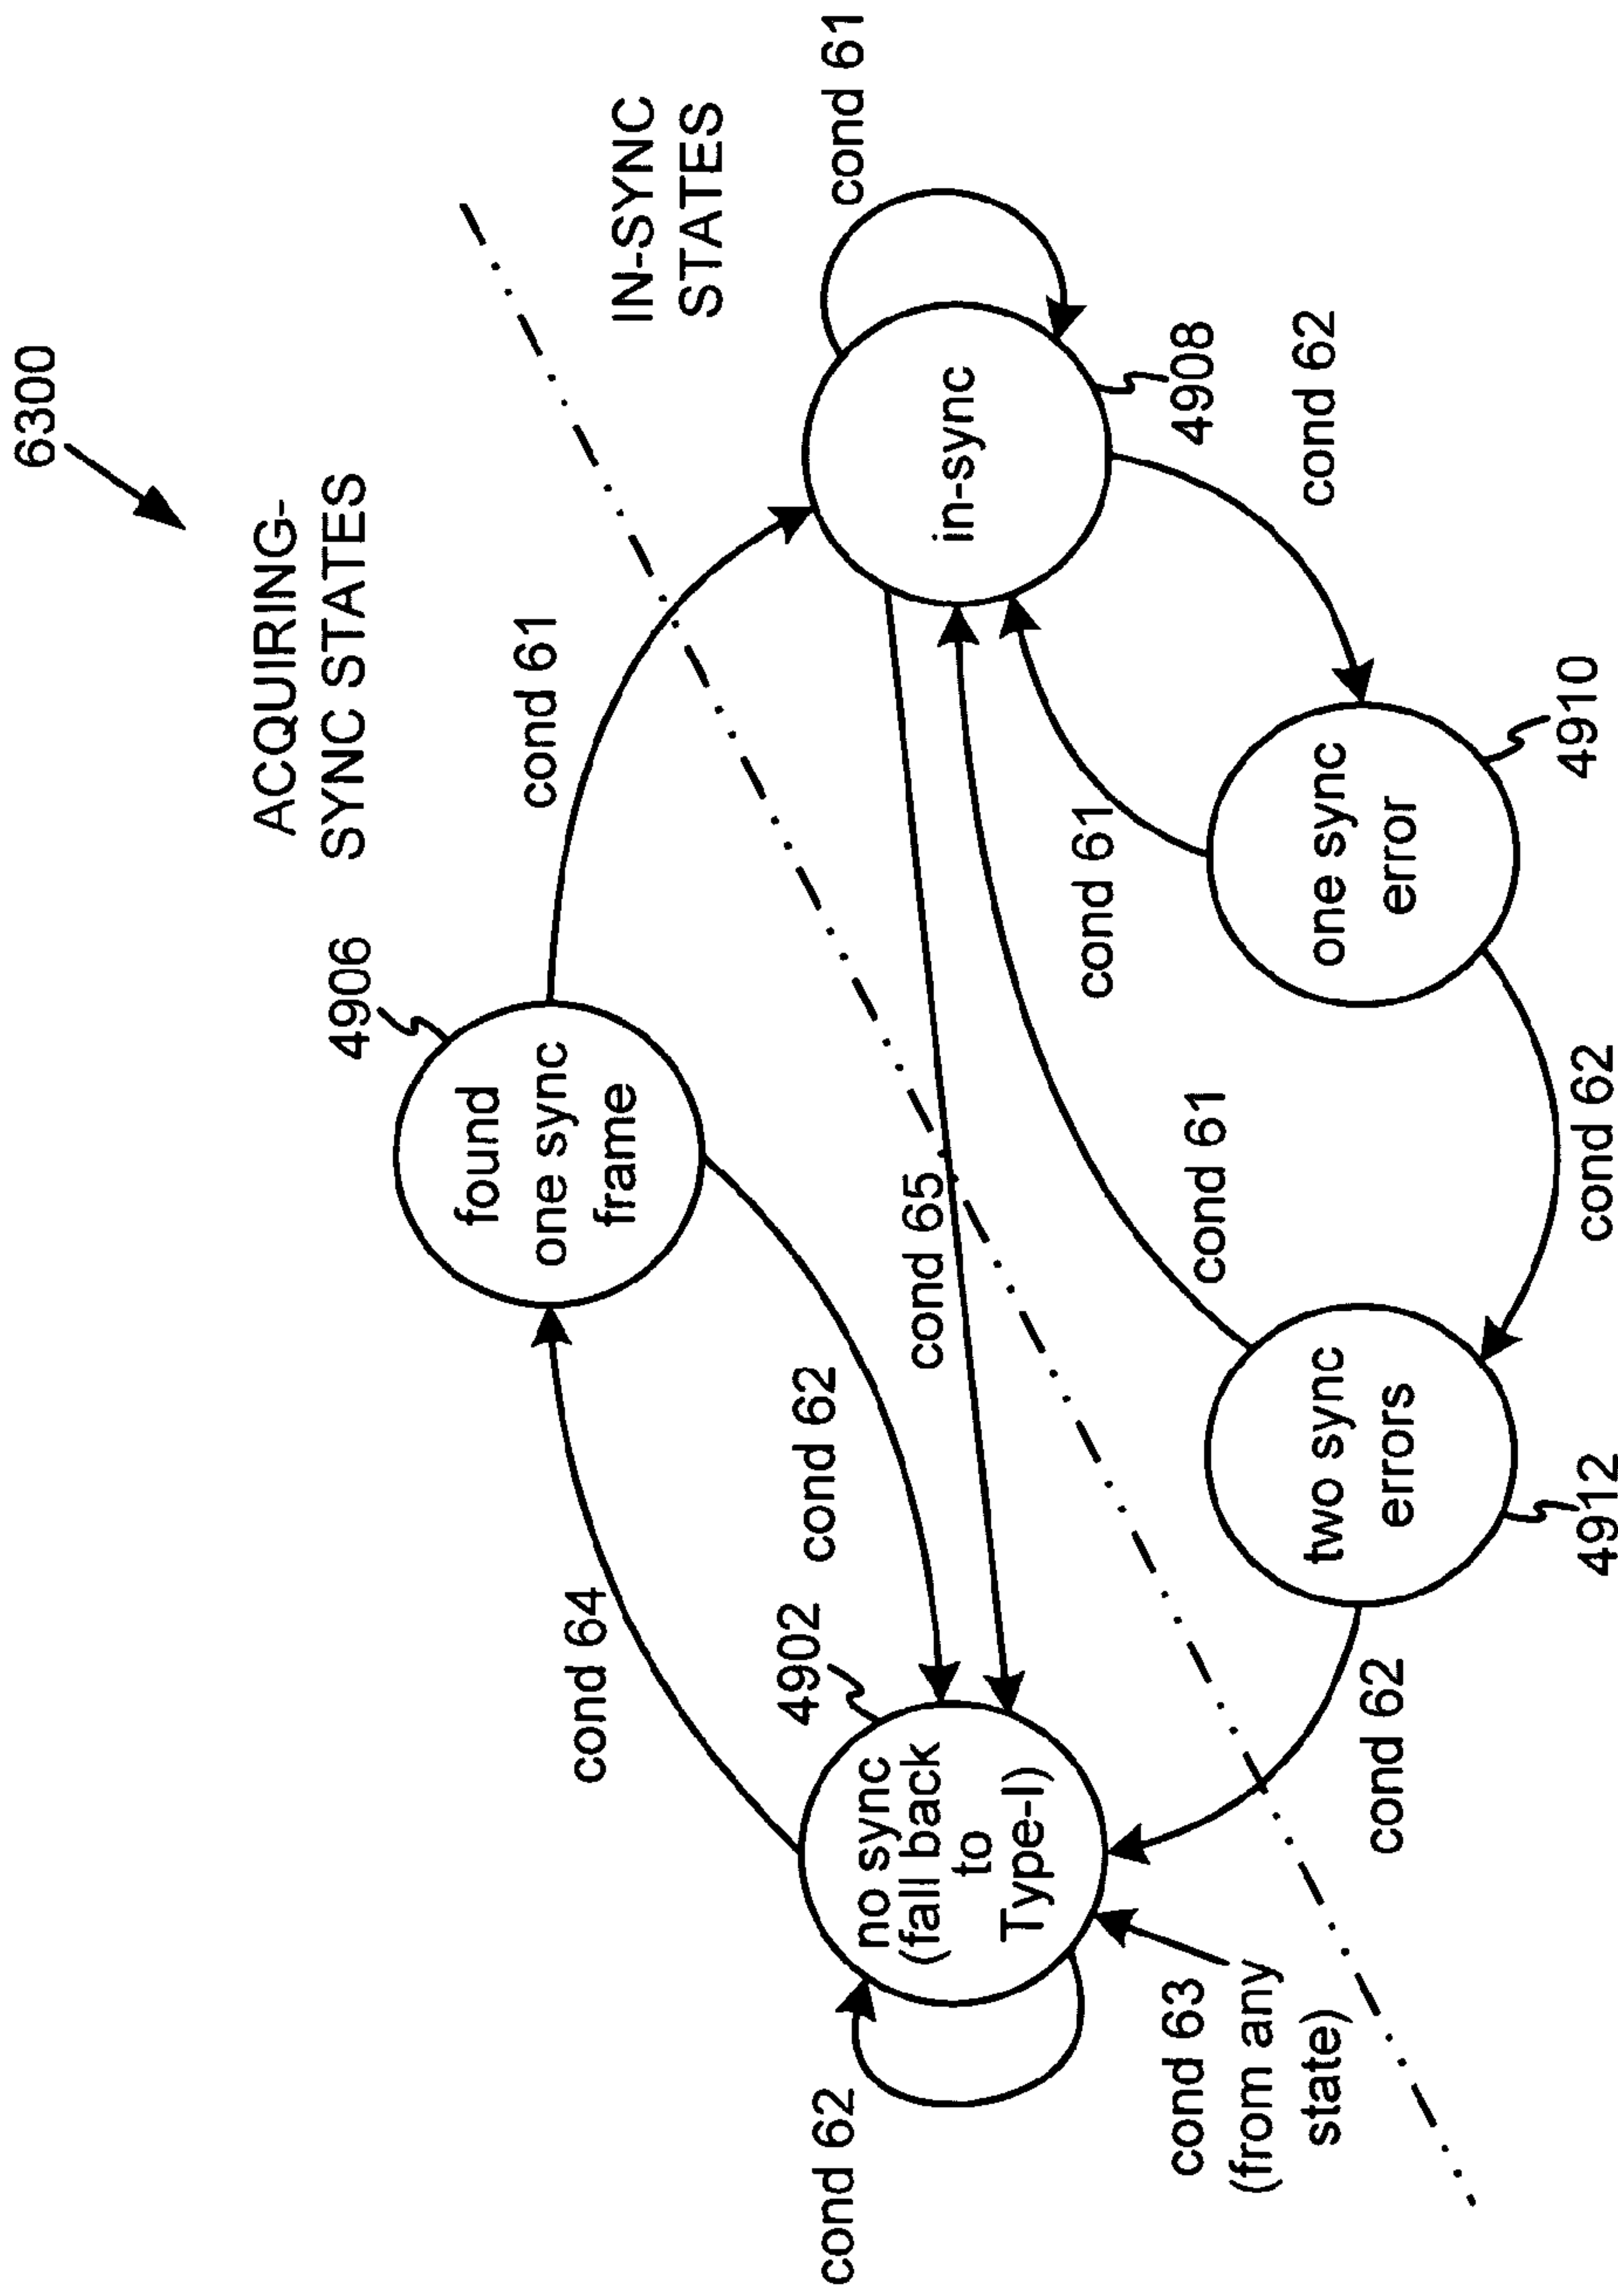 6300
ACQUIRING-
SYNC STATES
IN-SYNC
STATES
4906
found
one sync
frame
cond 61
cond 64
cond 62
cond 61
4902
no sync
(fall back
to
Type-I)
cond 62
cond 65
in-sync
4908
cond 63
(from any
state)
cond 61
cond 61
cond 62
cond 62
two sync
errors
4912
one sync
error
4910
cond 62